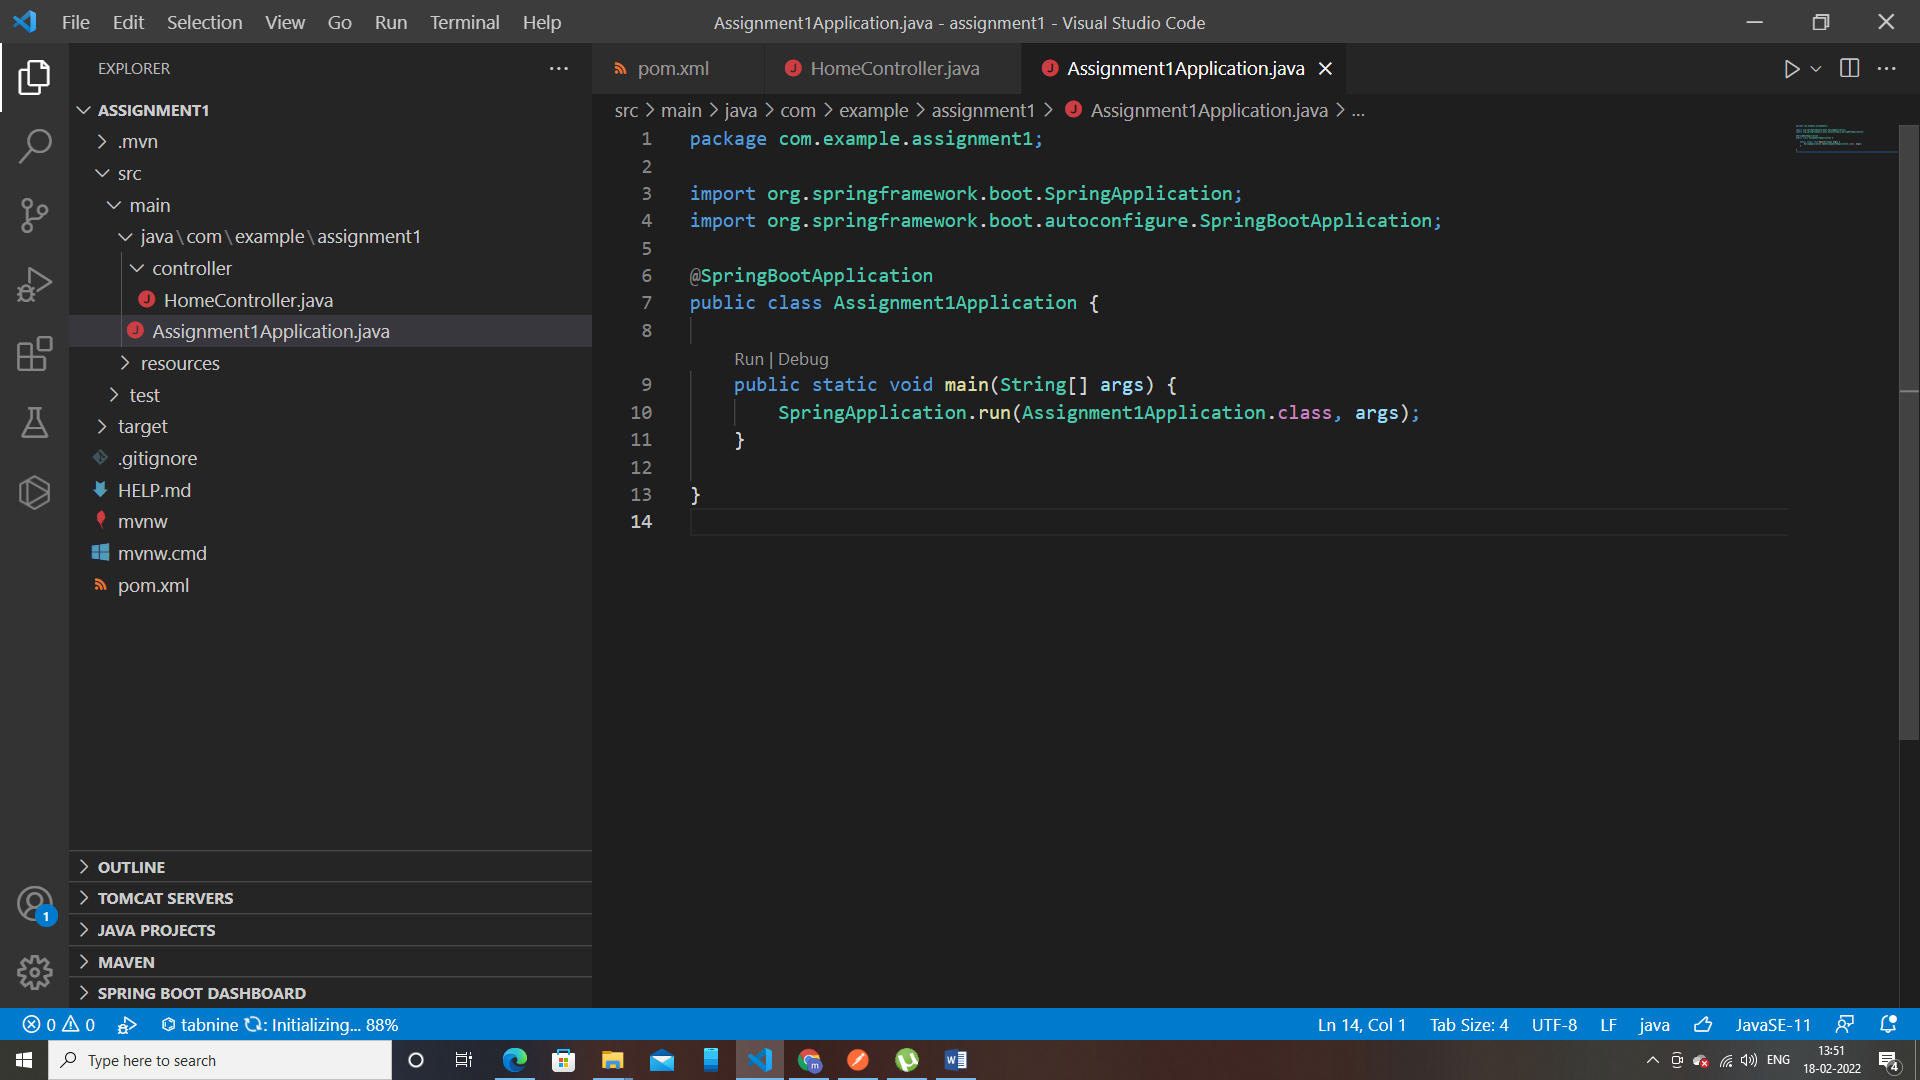 File Edit Selection View Go Run Terminal Help
Assignment1Application.java - assignment1 - Visual Studio Code
EXPLORER
ASSIGNMENT1
.mvn
src
main
java\com\example\assignment1
controller
HomeController.java
Assignment1Application.java
resources
test
target
.gitignore
HELP.md
mvnw
mvnw.cmd
pom.xml
OUTLINE
TOMCAT SERVERS
JAVA PROJECTS
MAVEN
SPRING BOOT DASHBOARD
1
pom.xml HomeController.java Assignment1Application.java
src > main > java > com > example > assignment1 > Assignment1Application.java > ...
1 package com.example.assignment1;
2
3 import org.springframework.boot.SpringApplication;
4 import org.springframework.boot.autoconfigure.SpringBootApplication;
5
6 @SpringBootApplication
7 public class Assignment1Application {
8
Run | Debug
9 public static void main(String[] args) {
10 SpringApplication.run(Assignment1Application.class, args);
11 }
12
13 }
14
0 0 tabnine : Initializing... 88%
Ln 14, Col 1 Tab Size: 4 UTF-8 LF java JavaSE-11
Type here to search
ENG
13:51
18-02-2022
4